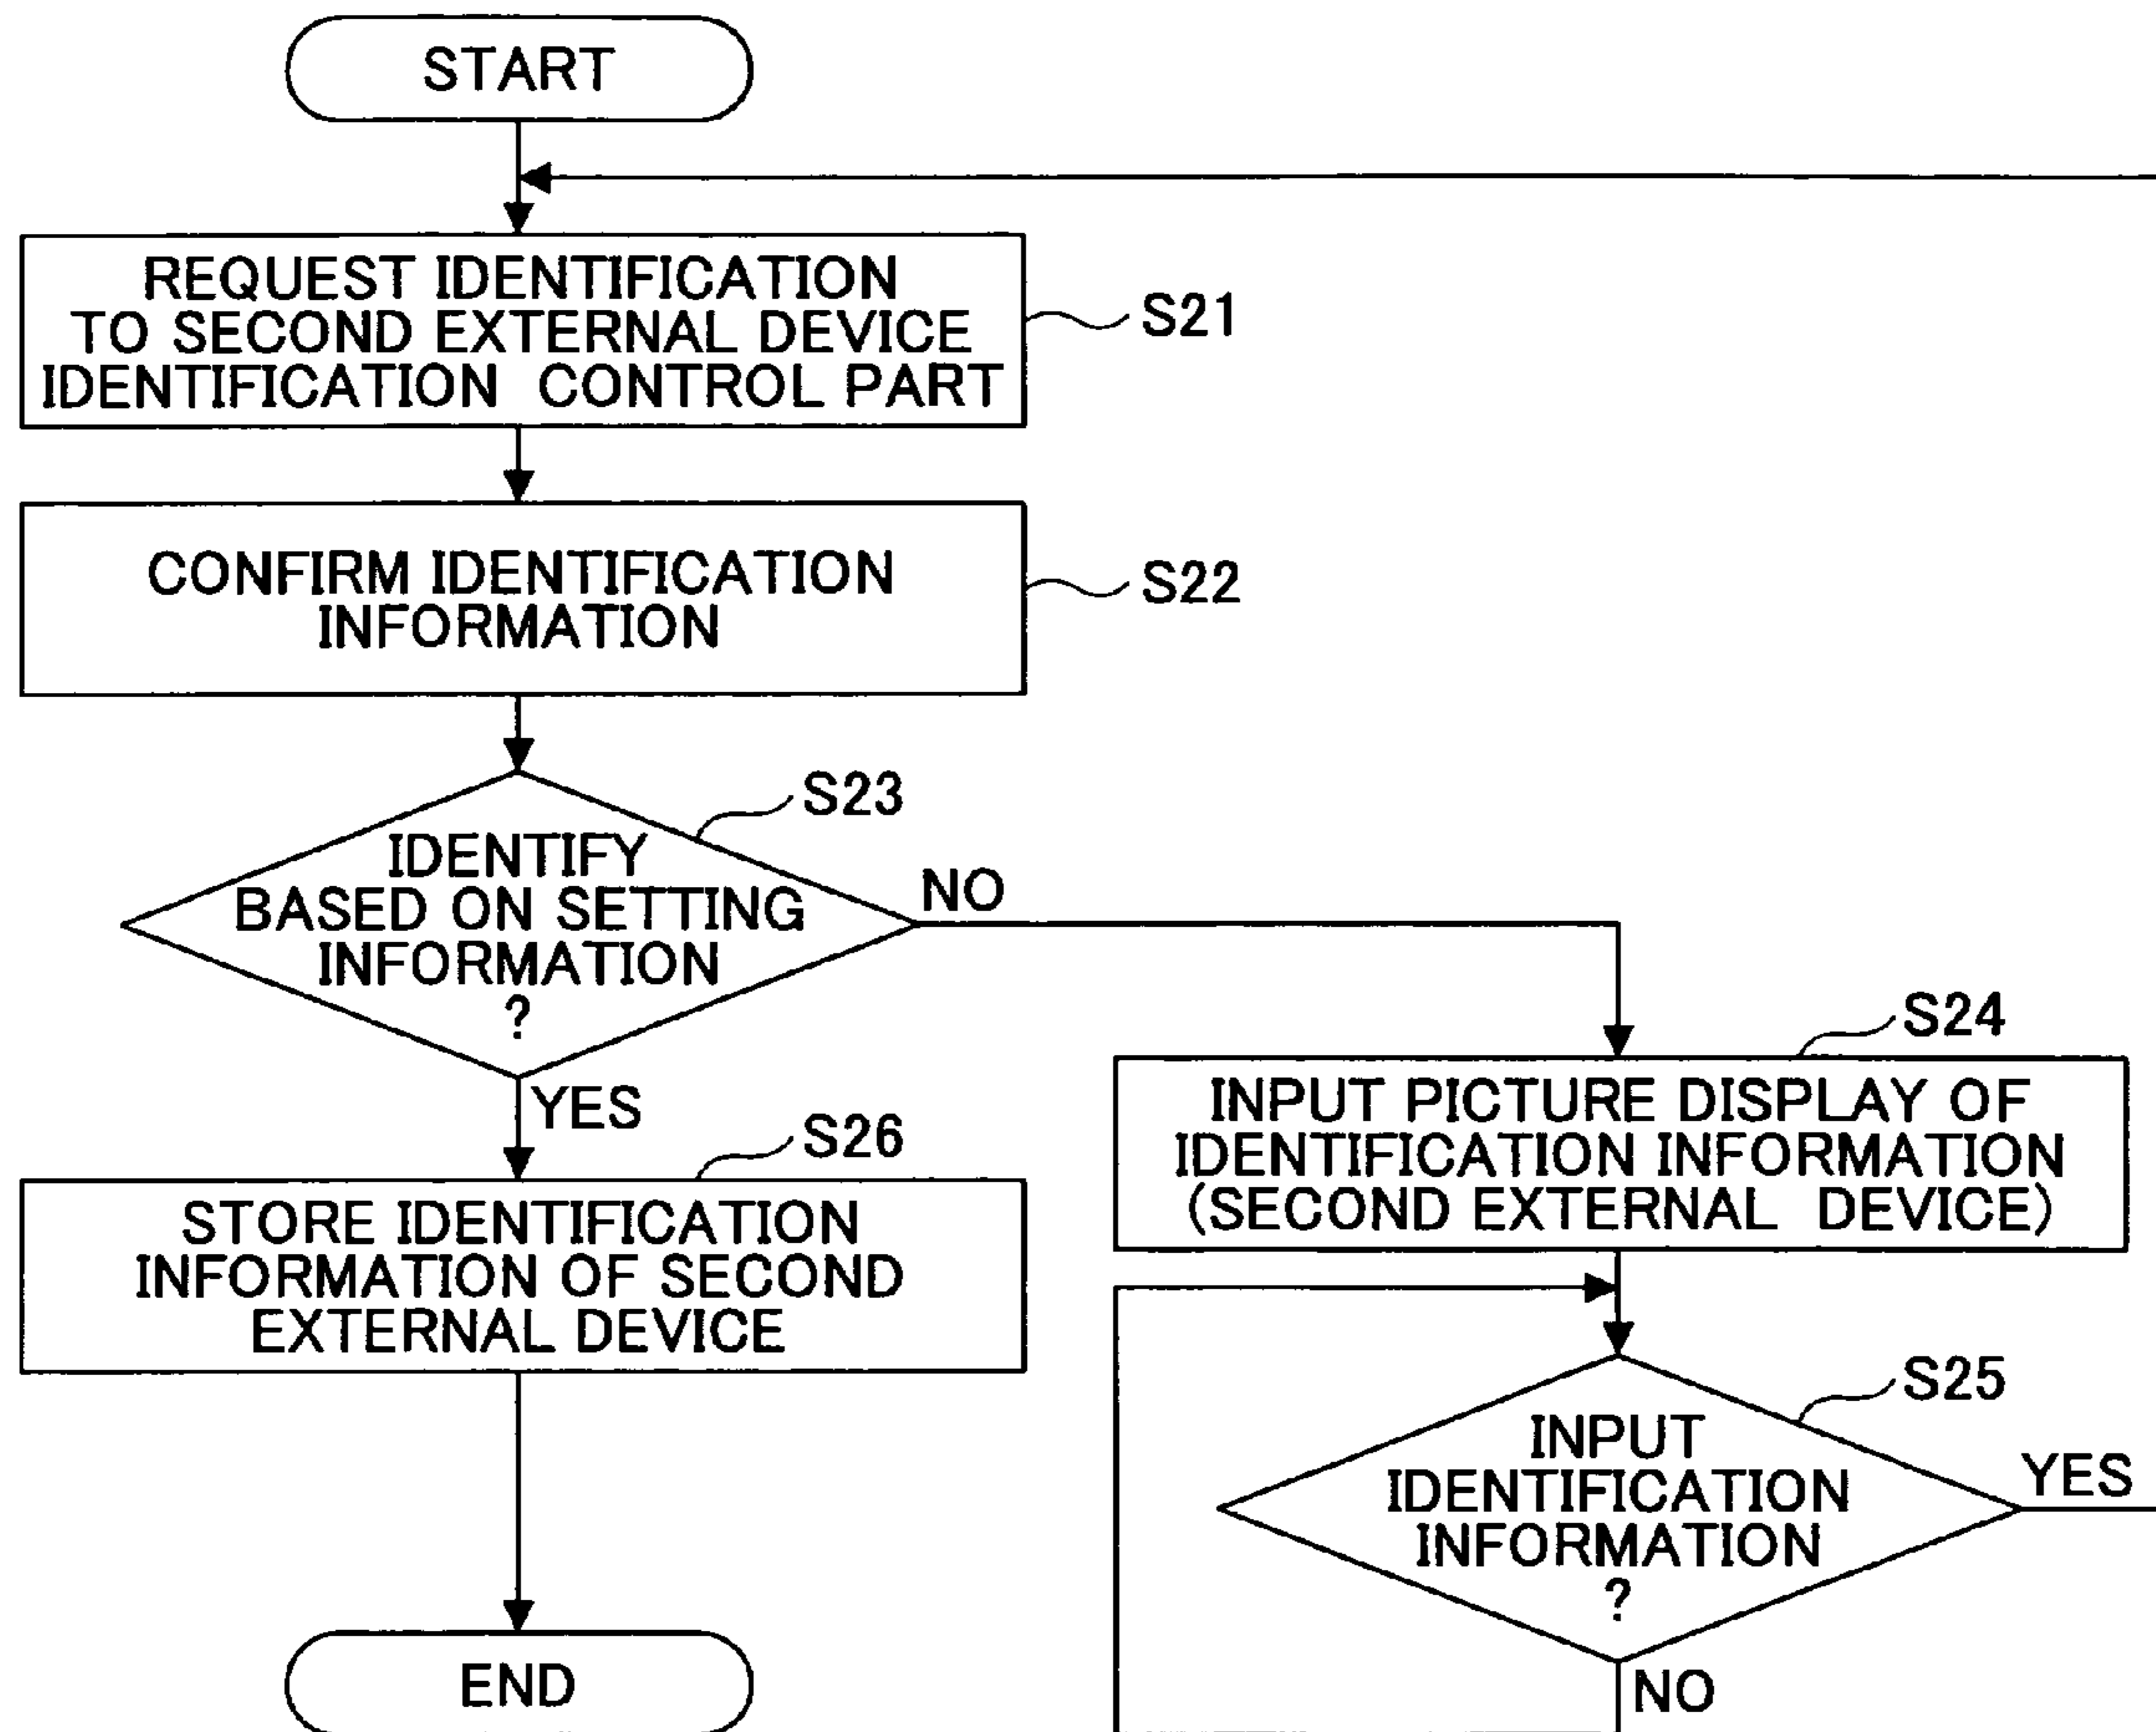 START
REQUEST IDENTIFICATION
TO SECOND EXTERNAL DEVICE
IDENTIFICATION CONTROL PART
S21
CONFIRM IDENTIFICATION
INFORMATION
S22
S23
IDENTIFY
BASED ON SETTING
INFORMATION
?
NO
YES
S24
INPUT PICTURE DISPLAY OF
IDENTIFICATION INFORMATION
(SECOND EXTERNAL DEVICE)
S26
STORE IDENTIFICATION
INFORMATION OF SECOND
EXTERNAL DEVICE
S25
INPUT
IDENTIFICATION
INFORMATION
?
YES
NO
END